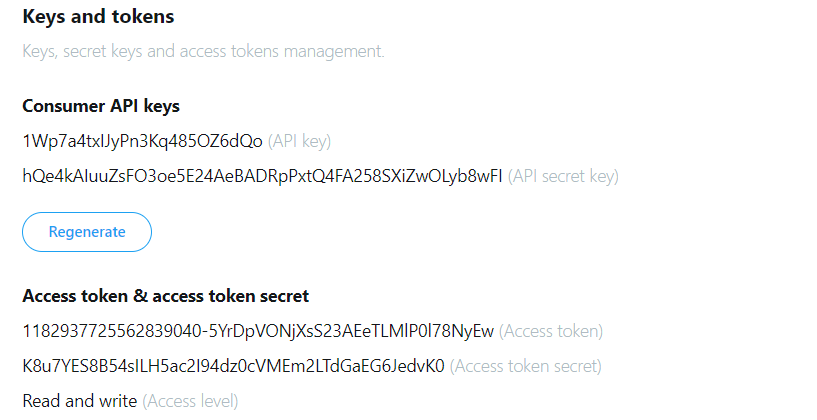 Keys and tokens
Keys, secret keys and access tokens management.
Consumer API keys
1Wp7a4txIJyPn3Kq485OZ6dQo (API key)
hQe4kAIuuZsFO3oe5E24AeBADRpPxtQ4FA258SXiZwOLyb8wFI (API secret key)
Regenerate
Access token & access token secret
1182937725562839040-5YrDpVONjXsS23AEeTLMlP0l78NyEw (Access token)
K8u7YES8B54sILH5ac2I94dz0cVMEm2LTdGaEG6JedvK0 (Access token secret)
Read and write (Access level)